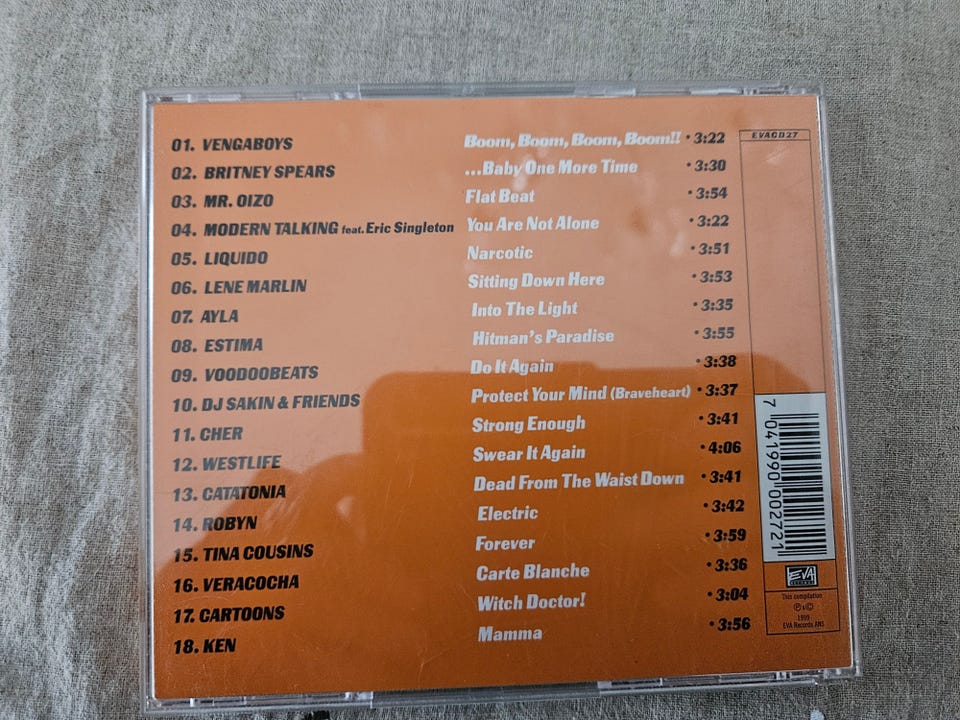 01. VENGABOYS Boom, Boom, Boom, Boom!! • 3:22
02. BRITNEY SPEARS ...Baby One More Time • 3:30
03. MR. OIZO Flat Beat • 3:54
04. MODERN TALKING feat. Eric Singleton You Are Not Alone • 3:22
05. LIQUIDO Narcotic • 3:51
06. LENE MARLIN Sitting Down Here • 3:53
07. AYLA Into The Light • 3:35
08. ESTIMA Hitman's Paradise • 3:55
09. VOODOOBEATS Do It Again • 3:38
10. DJ SAKIN & FRIENDS Protect Your Mind (Braveheart) • 3:37
11. CHER Strong Enough • 3:41
12. WESTLIFE Swear It Again • 4:06
13. CATATONIA Dead From The Waist Down • 3:41
14. ROBYN Electric • 3:42
15. TINA COUSINS Forever • 3:59
16. VERACOCHA Carte Blanche • 3:36
17. CARTOONS Witch Doctor! • 3:04
18. KEN Mamma • 3:56
EVACD27
7 041990 002721
EVA
This compilation
℗ & ©
1999
EVA Records ANS